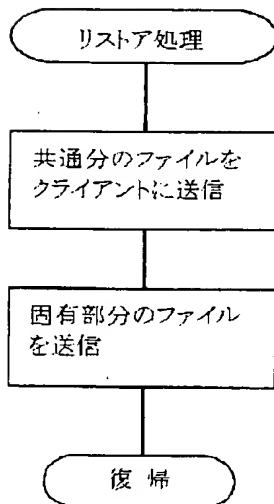 リストア処理
共通分のファイルを
クライアントに送信
固有部分のファイル
を送信
復帰